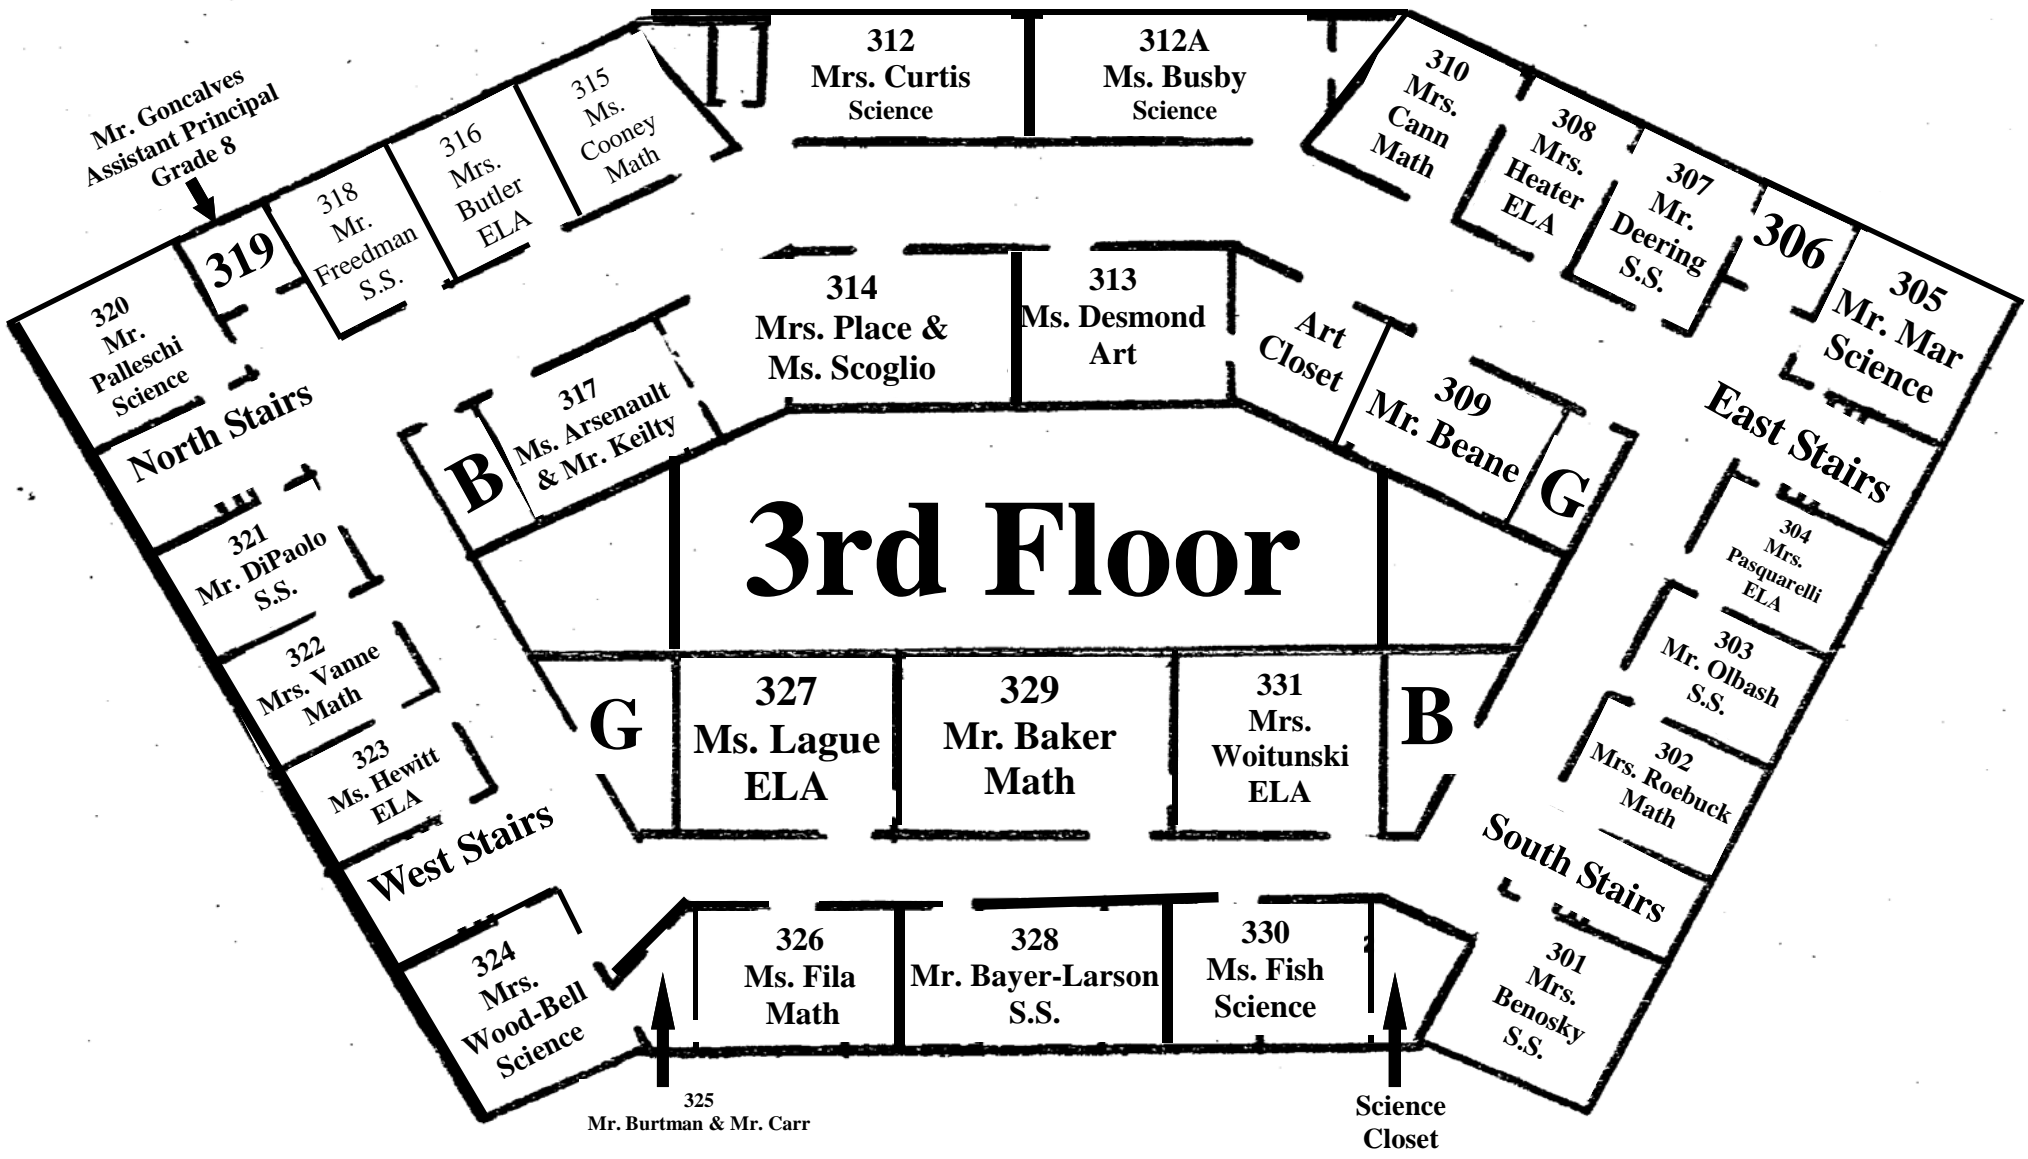 Mr. Goncalves
Assistant Principal
Grade 8
320
Mr.
Palleschi
Science
319
318
Mr.
Freedman
S.S.
316
Mrs.
Butler
ELA
315
Ms.
Cooney
Math
312
Mrs. Curtis
Science
312A
Ms. Busby
Science
310
Mrs.
Cann
Math
308
Mrs.
Heater
ELA
307
Mr.
Deering
S.S.
306
305
Mr. Mar
Science
North Stairs
B
317
Ms. Arsenault
& Mr. Keilty
314
Mrs. Place &
Ms. Scoglio
313
Ms. Desmond
Art
Art
Closet
309
Mr. Beane
G
East Stairs
3rd Floor
321
Mr. DiPaolo
S.S.
322
Mrs. Vanne
Math
323
Ms. Hewitt
ELA
West Stairs
324
Mrs.
Wood-Bell
Science
G
327
Ms. Lague
ELA
329
Mr. Baker
Math
331
Mrs.
Woitunski
ELA
B
304
Mrs.
Pasquarelli
ELA
303
Mr. Olbash
S.S.
302
Mrs. Roebuck
Math
South Stairs
301
Mrs.
Benosky
S.S.
326
Ms. Fila
Math
328
Mr. Bayer-Larson
S.S.
330
Ms. Fish
Science
325
Mr. Burtman & Mr. Carr
Science
Closet